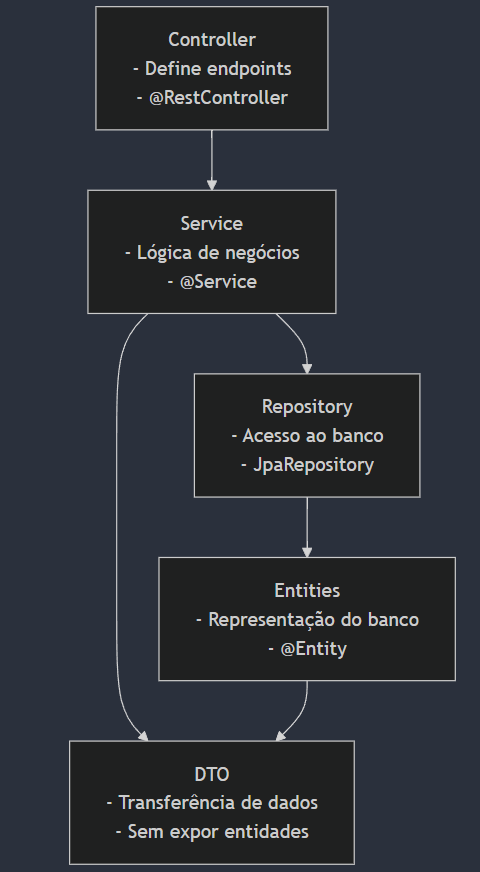 Controller
- Define endpoints
- @RestController
Service
- Lógica de negócios
- @Service
Repository
- Acesso ao banco
- JpaRepository
Entities
- Representação do banco
- @Entity
DTO
- Transferência de dados
- Sem expor entidades